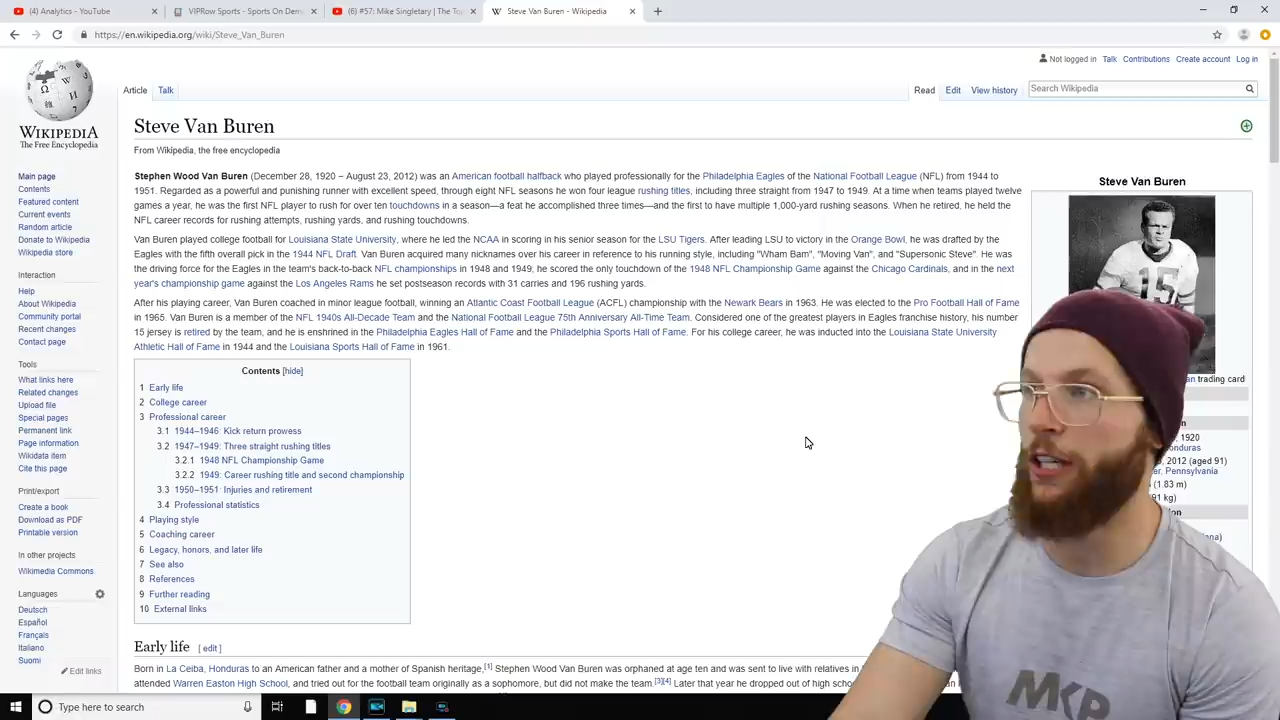 (4) Analytics - YouTube
VIPRow Sports - Sports On Dem
(6) #57: Mike Singletary | The To
Steve Van Buren - Wikipedia
https://en.wikipedia.org/wiki/Steve_Van_Buren
Not logged in Talk Contributions Create account Log in
Article Talk
Read Edit View history
Search Wikipedia
WIKIPEDIA
The Free Encyclopedia
Main page
Contents
Featured content
Current events
Random article
Donate to Wikipedia
Wikipedia store
Interaction
Help
About Wikipedia
Community portal
Recent changes
Contact page
Tools
What links here
Related changes
Upload file
Special pages
Permanent link
Page information
Wikidata item
Cite this page
Print/export
Create a book
Download as PDF
Printable version
In other projects
Wikimedia Commons
Languages
Deutsch
Español
Français
Italiano
Suomi
Edit links
Steve Van Buren
From Wikipedia, the free encyclopedia
Stephen Wood Van Buren (December 28, 1920 – August 23, 2012) was an American football halfback who played professionally for the Philadelphia Eagles of the National Football League (NFL) from 1944 to
1951. Regarded as a powerful and punishing runner with excellent speed, through eight NFL seasons he won four league rushing titles, including three straight from 1947 to 1949. At a time when teams played twelve
games a year, he was the first NFL player to rush for over ten touchdowns in a season—a feat he accomplished three times—and the first to have multiple 1,000-yard rushing seasons. When he retired, he held the
NFL career records for rushing attempts, rushing yards, and rushing touchdowns.
Van Buren played college football for Louisiana State University, where he led the NCAA in scoring in his senior season for the LSU Tigers. After leading LSU to victory in the Orange Bowl, he was drafted by the
Eagles with the fifth overall pick in the 1944 NFL Draft. Van Buren acquired many nicknames over his career in reference to his running style, including "Wham Bam", "Moving Van", and "Supersonic Steve". He was
the driving force for the Eagles in the team's back-to-back NFL championships in 1948 and 1949; he scored the only touchdown of the 1948 NFL Championship Game against the Chicago Cardinals, and in the next
year's championship game against the Los Angeles Rams he set postseason records with 31 carries and 196 rushing yards.
After his playing career, Van Buren coached in minor league football, winning an Atlantic Coast Football League (ACFL) championship with the Newark Bears in 1963. He was elected to the Pro Football Hall of Fame
in 1965. Van Buren is a member of the NFL 1940s All-Decade Team and the National Football League 75th Anniversary All-Time Team. Considered one of the greatest players in Eagles franchise history, his number
15 jersey is retired by the team, and he is enshrined in the Philadelphia Eagles Hall of Fame and the Philadelphia Sports Hall of Fame. For his college career, he was inducted into the Louisiana State University
Athletic Hall of Fame in 1944 and the Louisiana Sports Hall of Fame in 1961.
Contents [hide]
1 Early life
2 College career
3 Professional career
3.1 1944–1946: Kick return prowess
3.2 1947–1949: Three straight rushing titles
3.2.1 1948 NFL Championship Game
3.2.2 1949: Career rushing title and second championship
3.3 1950–1951: Injuries and retirement
3.4 Professional statistics
4 Playing style
5 Coaching career
6 Legacy, honors, and later life
7 See also
8 References
9 Further reading
10 External links
Early life [ edit ]
Born in La Ceiba, Honduras to an American father and a mother of Spanish heritage,[1] Stephen Wood Van Buren was orphaned at age ten and was sent to live with relatives in
attended Warren Easton High School, and tried out for the football team originally as a sophomore, but did not make the team.[3][4] Later that year he dropped out of high
Steve Van Buren
15
trading card
1920
2012 (aged 91)
Pennsylvania
(1.83 m)
kg)
MKP
Type here to search